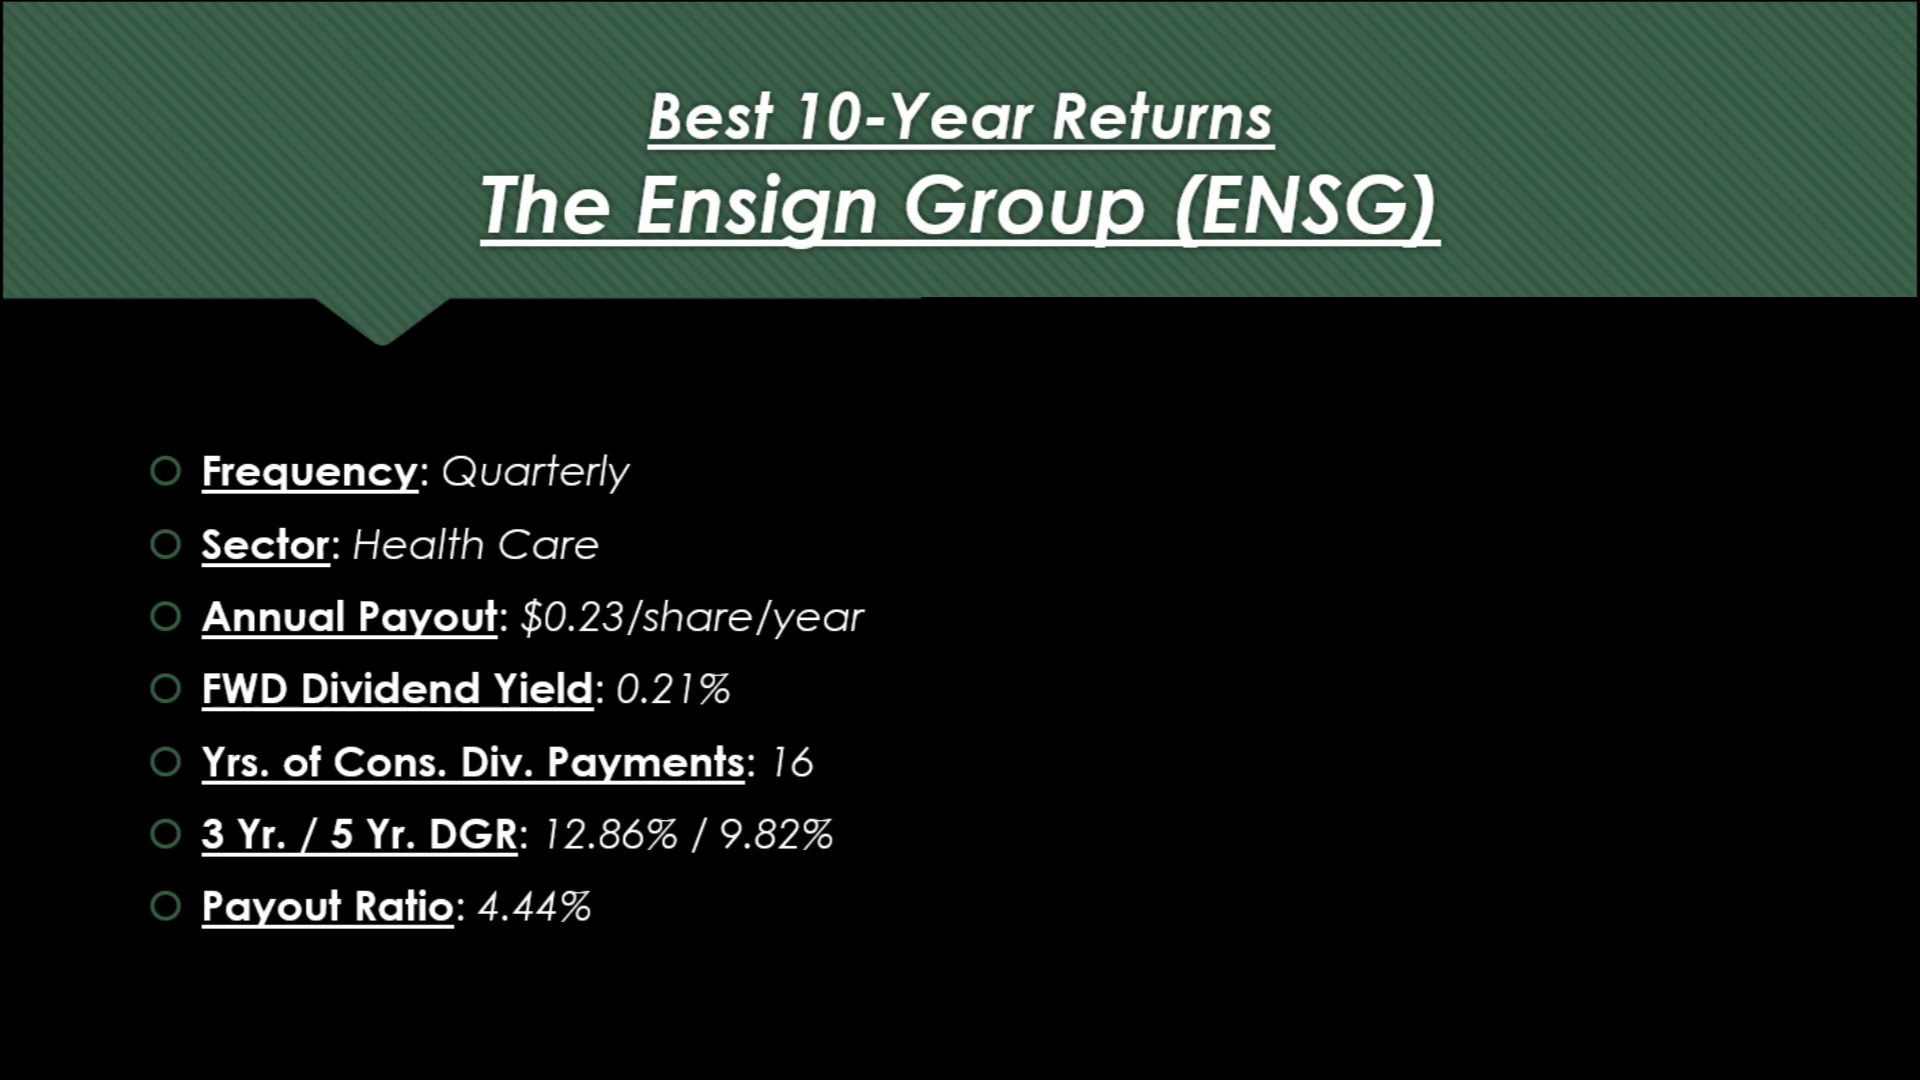 Best 10-Year Returns
The Ensign Group (ENSG)
Frequency: Quarterly
Sector: Health Care
Annual Payout: $0.23/share/year
FWD Dividend Yield: 0.21%
Yrs. of Cons. Div. Payments: 16
3 Yr. / 5 Yr. DGR: 12.86% / 9.82%
Payout Ratio: 4.44%